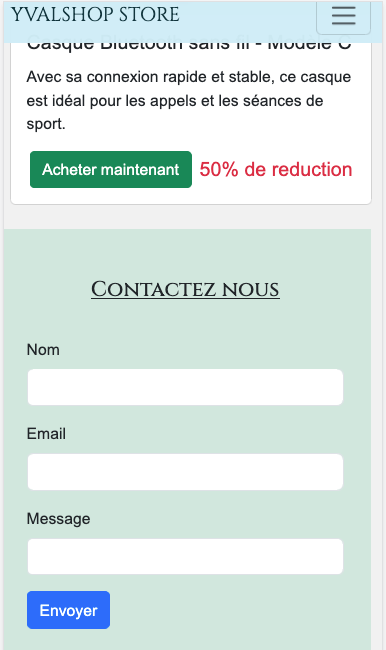 YVALSHOP STORE
Casque Bluetooth sans fil - Modèle C
Avec sa connexion rapide et stable, ce casque
est idéal pour les appels et les séances de
sport.
Acheter maintenant 50% de reduction
Contactez nous
Nom
Email
Message
Envoyer